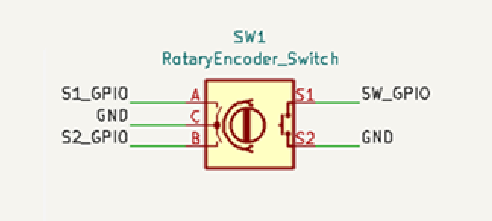 SW1
RotaryEncoder_Switch
S1_GPIO A S1 SW_GPIO
GND C
S2_GPIO B S2 GND